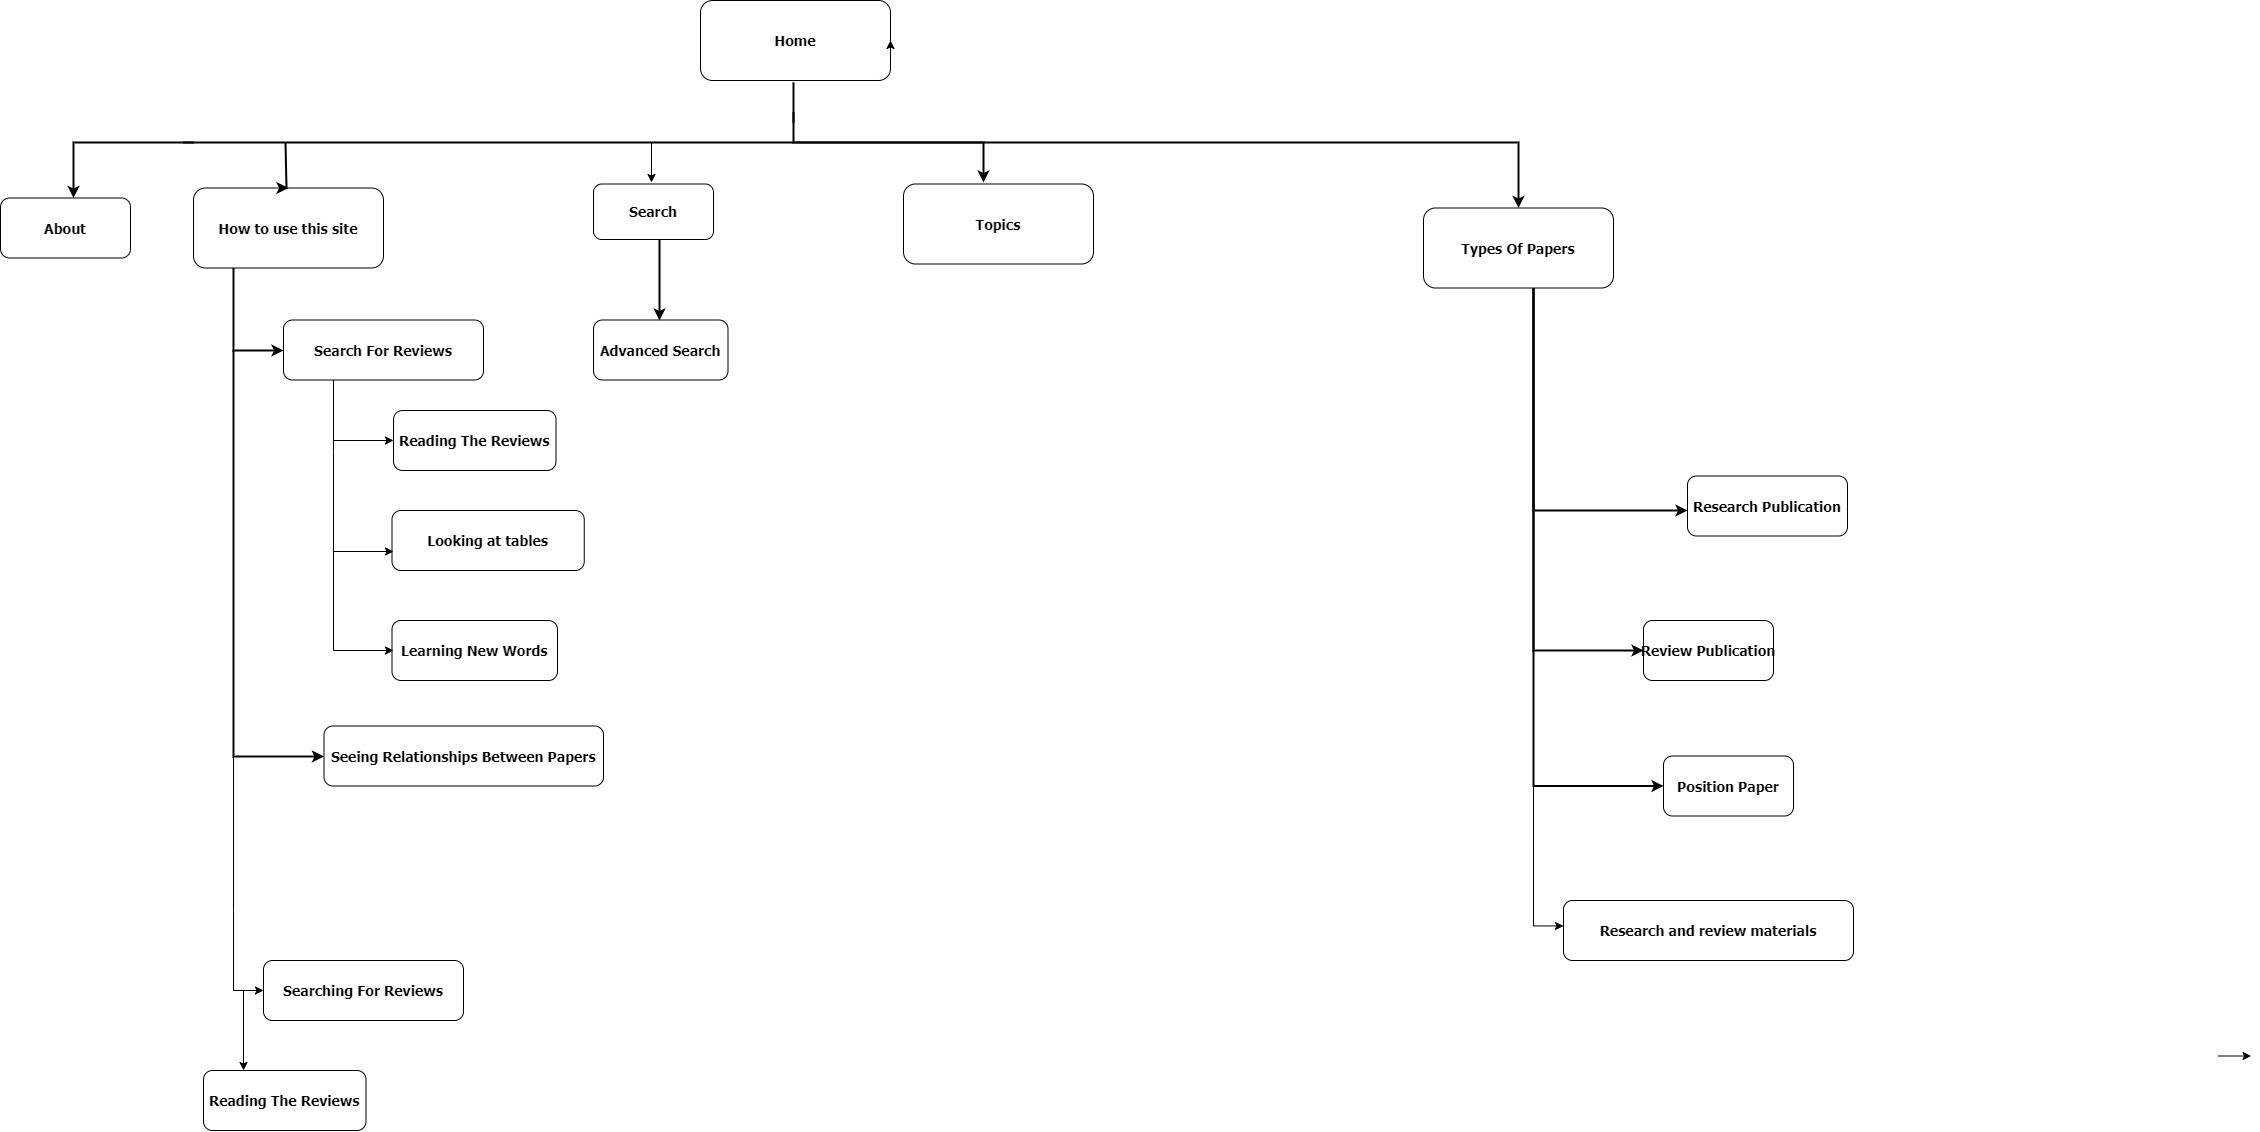 Home
About
How to use this site
Search
Topics
Types Of Papers
Search For Reviews
Advanced Search
Reading The Reviews
Looking at tables
Learning New Words
Seeing Relationships Between Papers
Searching For Reviews
Reading The Reviews
Research Publication
Review Publication
Position Paper
Research and review materials